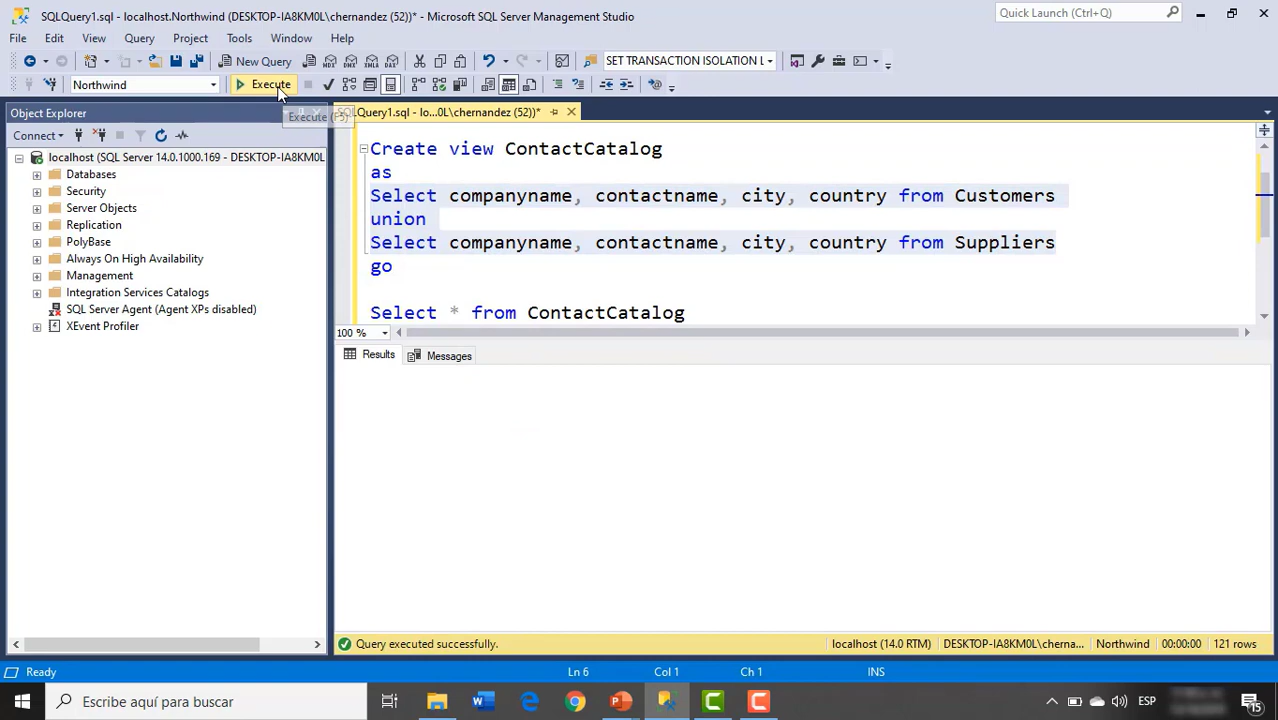 SQLQuery1.sql - localhost.Northwind (DESKTOP-IA8KM0L\chernandez (52))* - Microsoft SQL Server Management Studio
Quick Launch (Ctrl+Q)
File Edit View Query Project Tools Window Help
New Query
MDX DMX XMLA DAX
SET TRANSACTION ISOLATION L
Northwind
Execute
Execute (F5)
Object Explorer
SQLQuery1.sql - lo...0L\chernandez (52))*
Connect
localhost (SQL Server 14.0.1000.169 - DESKTOP-IA8KM0L
Databases
Security
Server Objects
Replication
PolyBase
Always On High Availability
Management
Integration Services Catalogs
SQL Server Agent (Agent XPs disabled)
XEvent Profiler
Create view ContactCatalog
as
Select companyname, contactname, city, country from Customers
union
Select companyname, contactname, city, country from Suppliers
go
Select * from ContactCatalog
100 %
Results Messages
Query executed successfully.
localhost (14.0 RTM) DESKTOP-IA8KM0L\cherna... Northwind 00:00:00 121 rows
Ready Ln 6 Col 1 Ch 1 INS
Escribe aquí para buscar
ESP
15